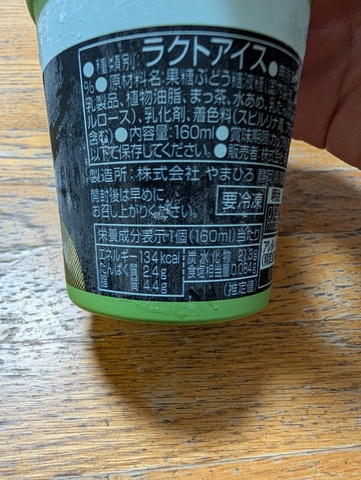 ●種類別:ラクトアイス●
%●原材料名:果糖ぶどう糖液糖
乳製品、植物油脂、まっ茶、水あめ、
ルロース)、乳化剤、着色料(スピルリナ
含む)●内容量:160ml●賞味期限
以下で保存してください。●販売者:株式
製造所:株式会社 やまひろ
開封後は早めに
お召し上がりください。
要冷凍
栄養成分表示1個(160ml)当たり
エネルギー 134kcal
たんぱく質 2.4g
脂質 4.4g
炭水化物 21.3g
食塩相当量 0.064g
(推定値)